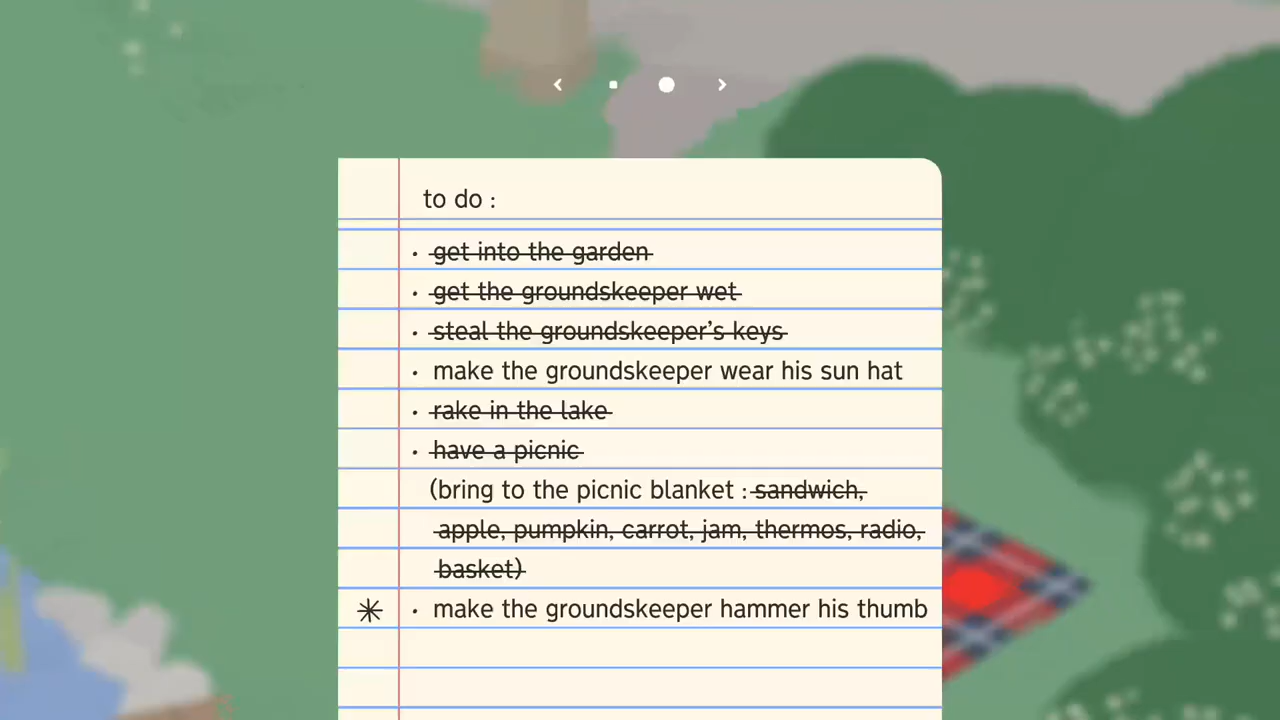 to do :
· get into the garden
· get the groundskeeper wet
· steal the groundskeeper's keys
· make the groundskeeper wear his sun hat
· rake in the lake
· have a picnic
(bring to the picnic blanket : sandwich,
apple, pumpkin, carrot, jam, thermos, radio,
basket)
· make the groundskeeper hammer his thumb